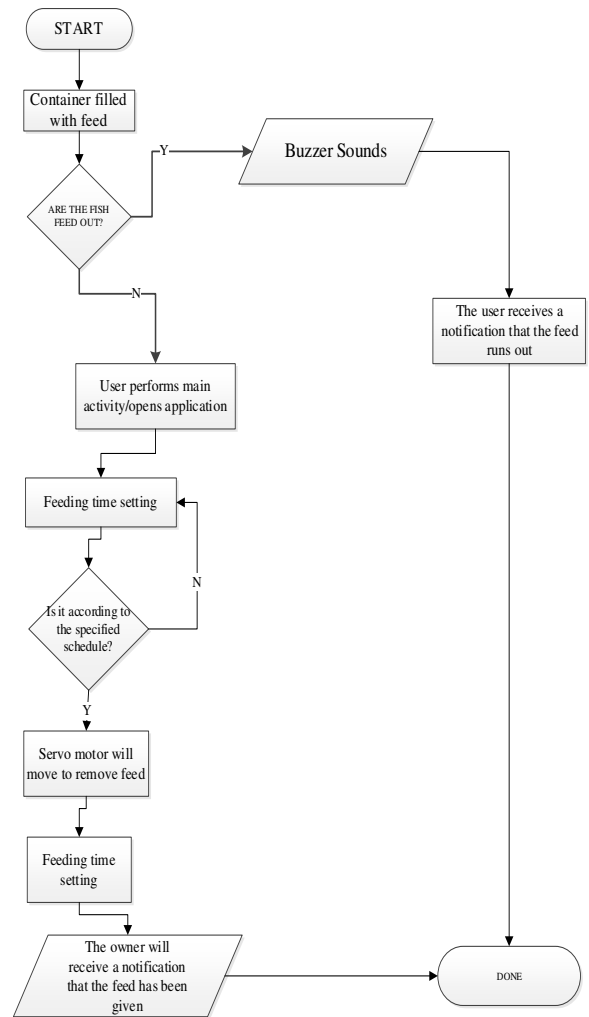 START
Container filled
with feed
Y
Buzzer Sounds
ARE THE FISH
FEED OUT?
N
The user receives a
notification that the feed
runs out
User performs main
activity/opens application
Feeding time setting
N
Is it according to
the specified
schedule?
Y
Servo motor will
move to remove feed
Feeding time
setting
The owner will
receive a notification
that the feed has been
given
DONE